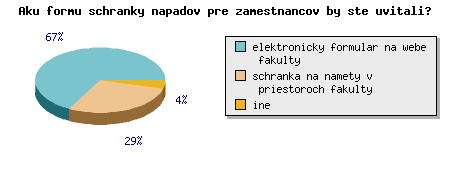 Aku formu schranky napadov pre zamestnancov by ste uvitali?
67%
elektronicky formular na webe
fakulty
schranka na namety v
priestoroch fakulty
ine
4%
29%